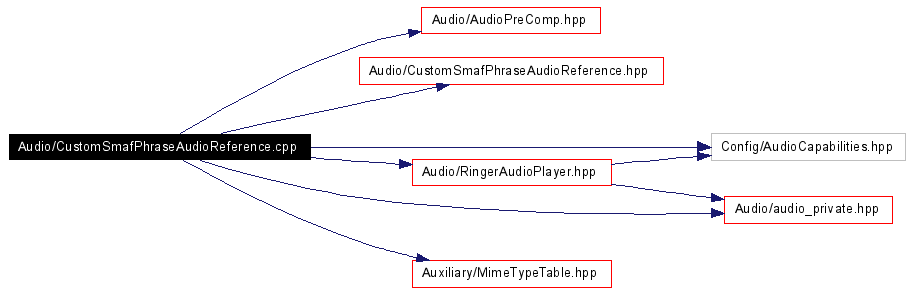 Audio/AudioPreComp.hpp
Audio/CustomSmafPhraseAudioReference.hpp
Audio/CustomSmafPhraseAudioReference.cpp
Config/AudioCapabilities.hpp
Audio/RingerAudioPlayer.hpp
Audio/audio_private.hpp
Auxiliary/MimeTypeTable.hpp